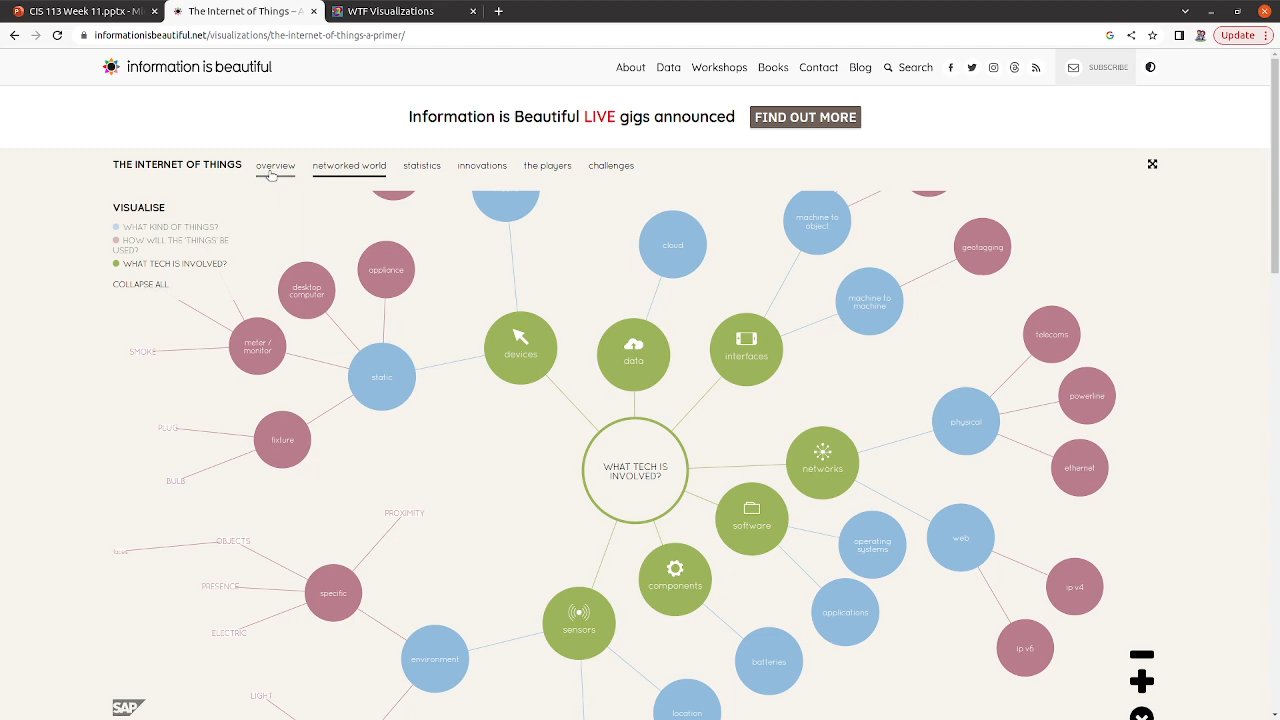 GIS 113 Week 11.pptx - Mic
The Internet of Things – A
WTF Visualizations
informationisbeautiful.net/visualizations/the-internet-of-things-a-primer/
Update
information is beautiful
About Data Workshops Books Contact Blog Search SUBSCRIBE
Information is Beautiful LIVE gigs announced FIND OUT MORE
THE INTERNET OF THINGS overview networked world statistics innovations the players challenges
VISUALISE
WHAT KIND OF THINGS?
HOW WILL THE 'THINGS' BE
USED?
WHAT TECH IS INVOLVED?
COLLAPSE ALL
cloud
machine to
object
geotagging
appliance
desktop
computer
machine to
machine
telecoms
SMOKE
meter /
monitor
devices
data
interfaces
static
powerline
PLUG
fixture
physical
ethernet
BULB
WHAT TECH IS
INVOLVED?
networks
software
PROXIMITY
OBJECTS
operating
systems
web
PRESENCE
specific
components
ip v4
applications
ELECTRIC
sensors
environment
batteries
ip v6
LIGHT
location
SAP